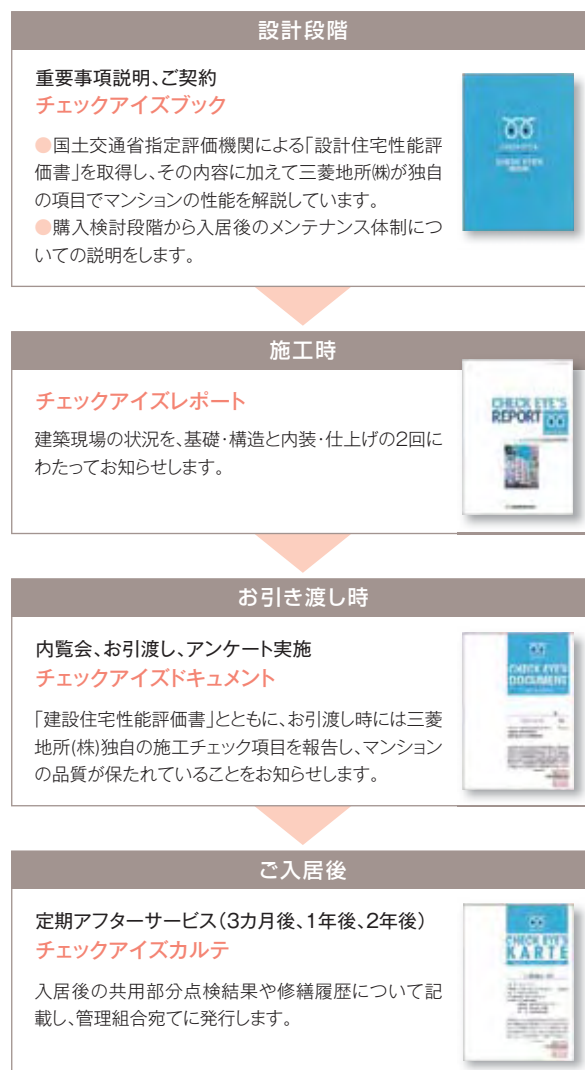 設計段階
重要事項説明、ご契約
チェックアイズブック
●国土交通省指定評価機関による「設計住宅性能評
価書」を取得し、その内容に加えて三菱地所㈱が独自
の項目でマンションの性能を解説しています。
●購入検討段階から入居後のメンテナンス体制につ
いての説明をします。
CHECK EYE'S
BOOK
施工時
チェックアイズレポート
建築現場の状況を、基礎・構造と内装・仕上げの2回に
わたってお知らせします。
CHECK EYE'S
REPORT
お引き渡し時
内覧会、お引渡し、アンケート実施
チェックアイズドキュメント
「建設住宅性能評価書」とともに、お引渡し時には三菱
地所(株)独自の施工チェック項目を報告し、マンション
の品質が保たれていることをお知らせします。
CHECK EYE'S
DOCUMENT
ご入居後
定期アフターサービス(3カ月後、1年後、2年後)
チェックアイズカルテ
入居後の共用部分点検結果や修繕履歴について記
載し、管理組合宛てに発行します。
CHECK EYE'S
KARTE